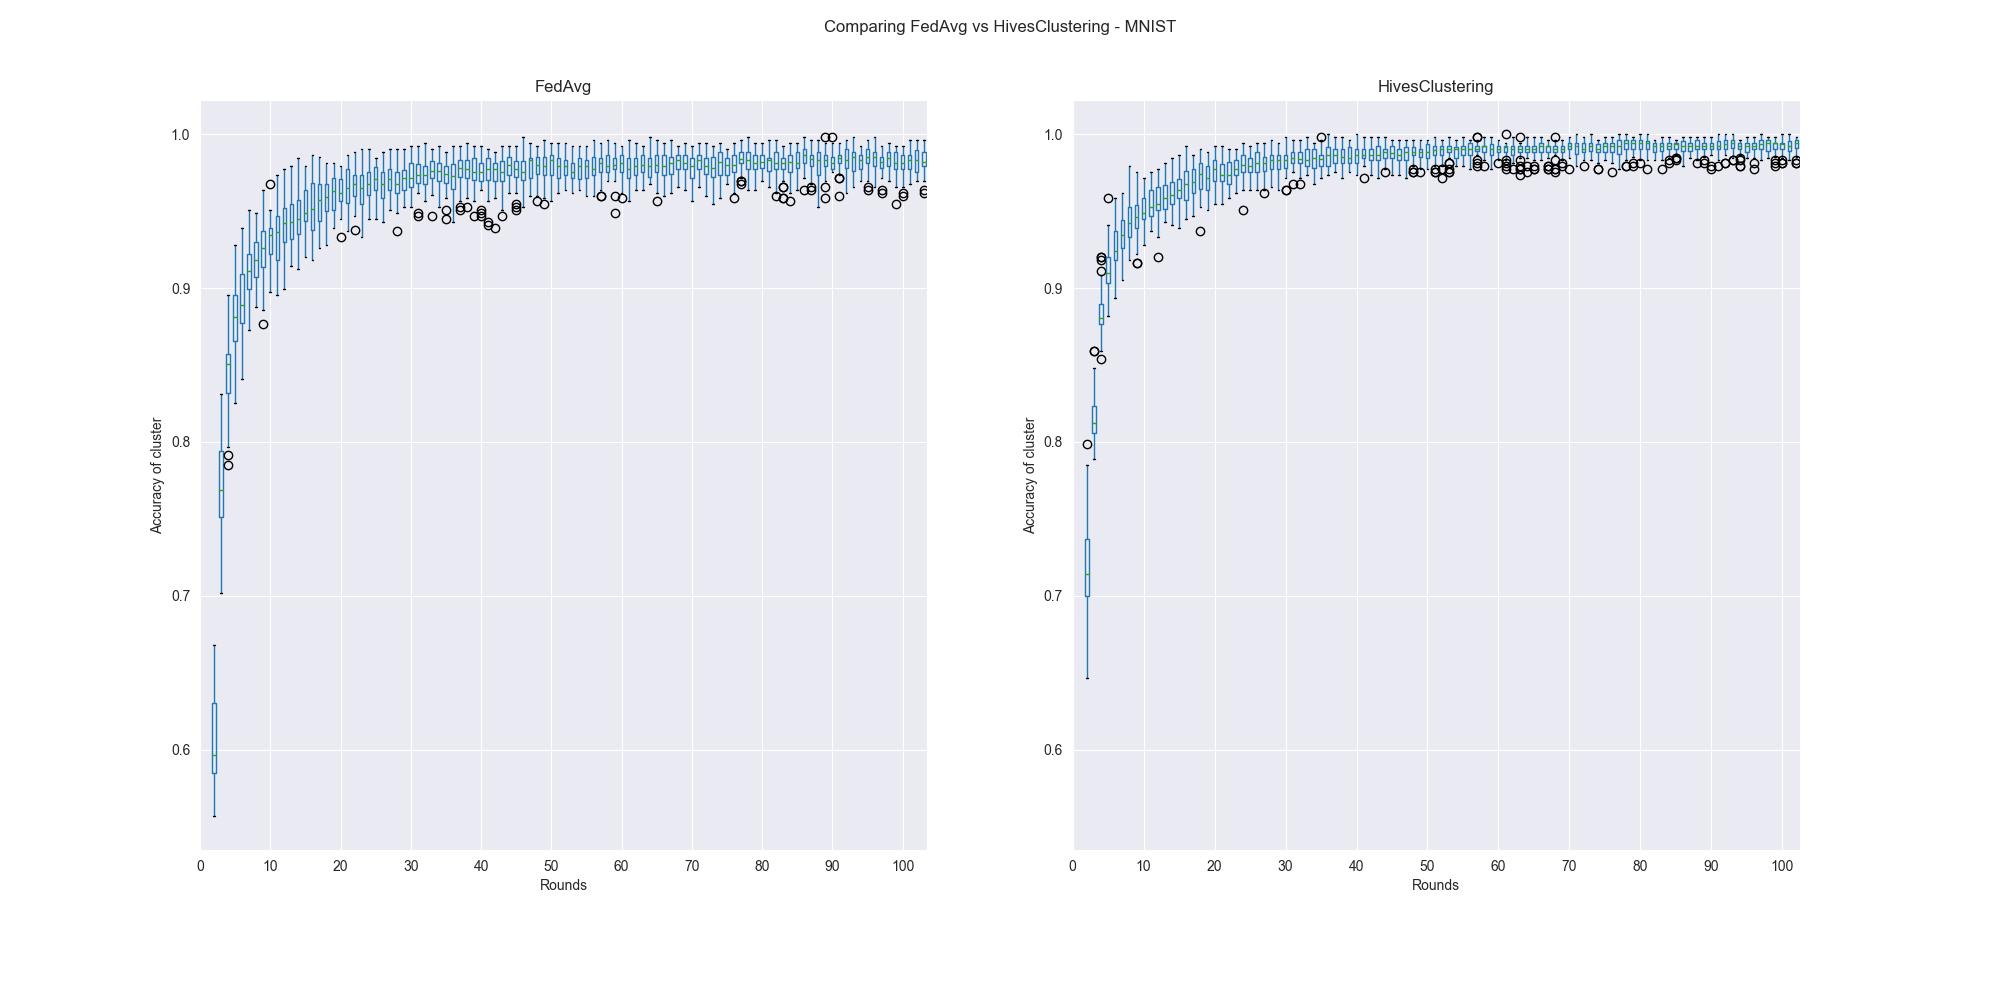 Comparing FedAvg vs HivesClustering - MNIST
FedAvg
1.0
0.9
0.8
0.7
0.6
Accuracy of cluster
0 10 20 30 40 50 60 70 80 90 100
Rounds
HivesClustering
1.0
0.9
0.8
0.7
0.6
Accuracy of cluster
0 10 20 30 40 50 60 70 80 90 100
Rounds